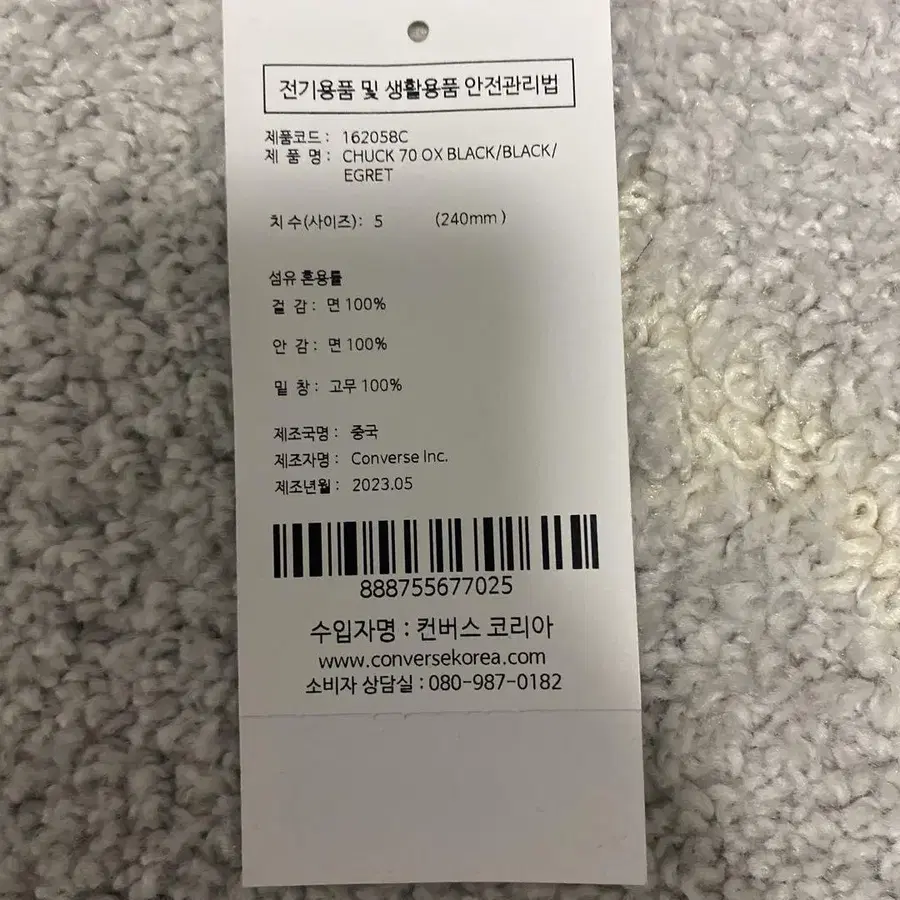 전기용품 및 생활용품 안전관리법
제품코드 : 162058C
제 품 명 : CHUCK 70 OX BLACK/BLACK/
EGRET
치 수(사이즈) : 5 (240mm )
섬유 혼용률
겉 감 : 면 100%
안 감 : 면 100%
밑 창 : 고무 100%
제조국명 : 중국
제조자명 : Converse Inc.
제조년월 : 2023.05
888755677025
수입자명 : 컨버스 코리아
www.conversekorea.com
소비자 상담실 : 080-987-0182